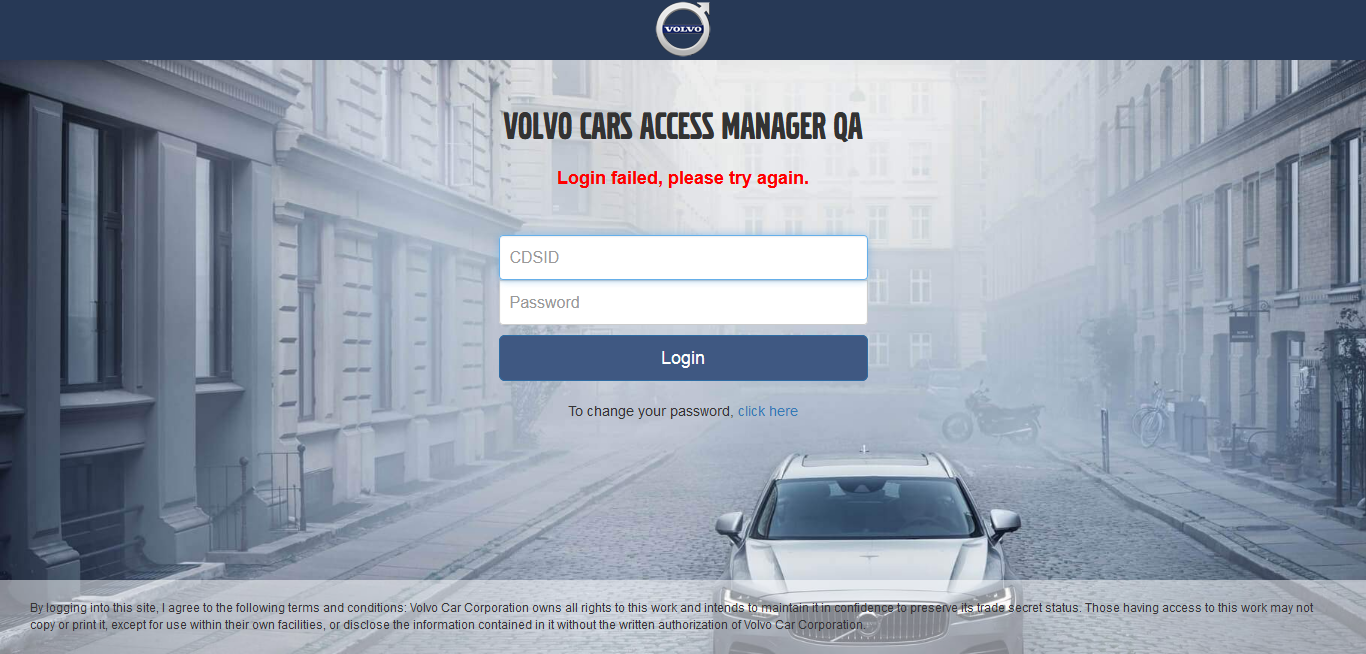 VOLVO
VOLVO CARS ACCESS MANAGER QA
Login failed, please try again.
CDSID
Password
Login
To change your password, click here
By logging into this site, I agree to the following terms and conditions: Volvo Car Corporation owns all rights to this work and intends to maintain it in confidence to preserve its trade secret status. Those having access to this work may not
copy or print it, except for use within their own facilities, or disclose the information contained in it without the written authorization of Volvo Car Corporation.